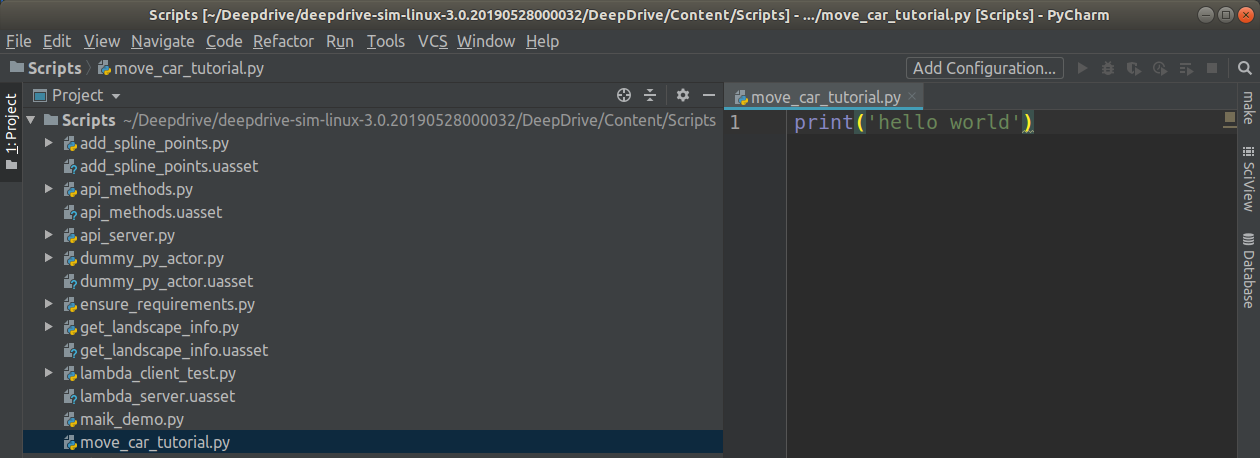 Scripts [~/Deepdrive/deepdrive-sim-linux-3.0.20190528000032/DeepDrive/Content/Scripts] - .../move_car_tutorial.py [Scripts] - PyCharm
File Edit View Navigate Code Refactor Run Tools VCS Window Help
Scripts move_car_tutorial.py Add Configuration...
1: Project
Project
Scripts ~/Deepdrive/deepdrive-sim-linux-3.0.20190528000032/DeepDrive/Content/Scripts
add_spline_points.py
add_spline_points.uasset
api_methods.py
api_methods.uasset
api_server.py
dummy_py_actor.py
dummy_py_actor.uasset
ensure_requirements.py
get_landscape_info.py
get_landscape_info.uasset
lambda_client_test.py
lambda_server.uasset
maik_demo.py
move_car_tutorial.py
move_car_tutorial.py
1 print('hello world')
make
SciView
Database